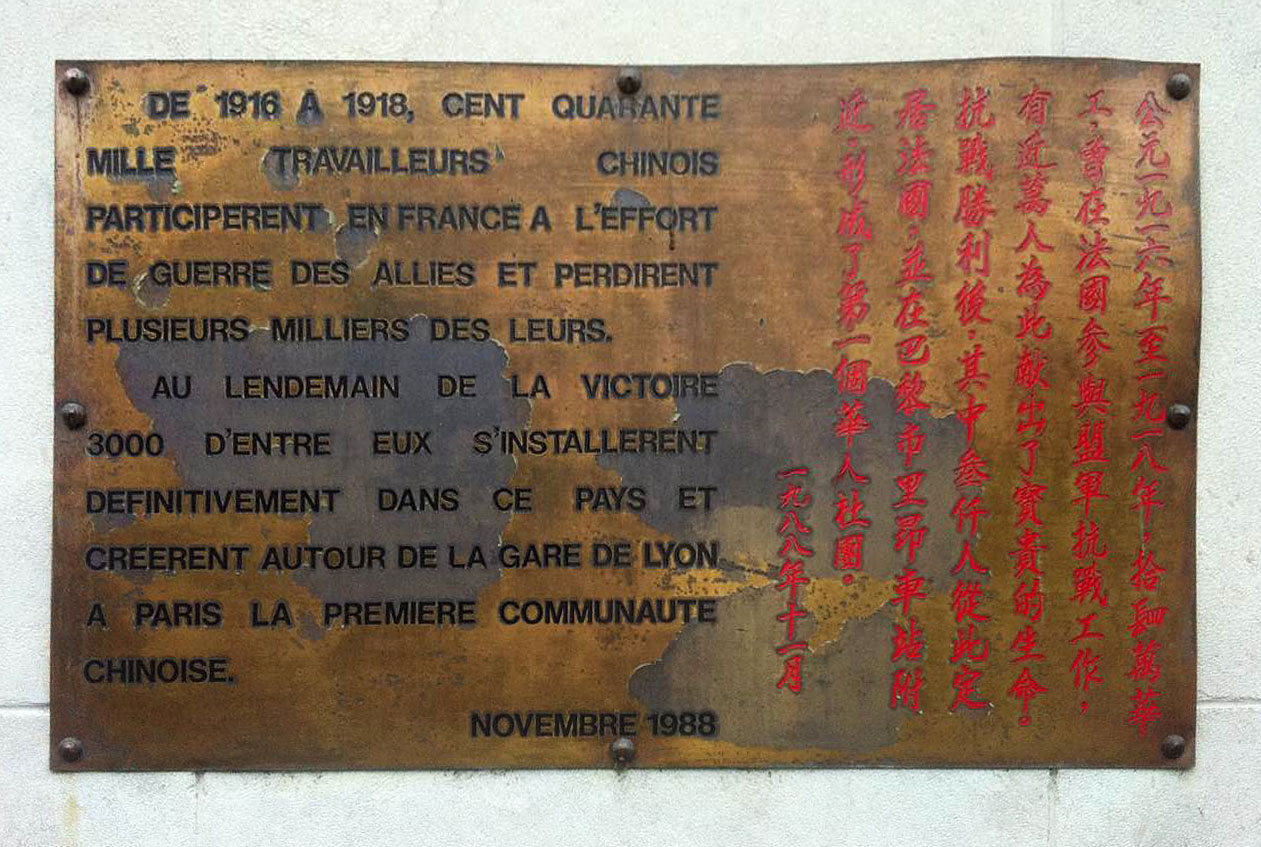 DE 1916 A 1918, CENT QUARANTE
MILLE TRAVAILLEURS CHINOIS
PARTICIPERENT EN FRANCE A L'EFFORT
DE GUERRE DES ALLIES ET PERDIRENT
PLUSIEURS MILLIERS DES LEURS.
AU LENDEMAIN DE LA VICTOIRE
3000 D'ENTRE EUX S'INSTALLERENT
DEFINITIVEMENT DANS CE PAYS ET
CREERENT AUTOUR DE LA GARE DE LYON
A PARIS LA PREMIERE COMMUNAUTE
CHINOISE.
NOVEMBRE 1988
公元一九一六年至一九一八年，拾肆萬華
工，曾在法國參與盟軍抗戰工作，
有近萬人為此獻出了寶貴的生命。
抗戰勝利後，其中叁仟人從此定
居法國，並在巴黎市里昂車站附
近，形成了第一個華人社團。
一九八八年十一月